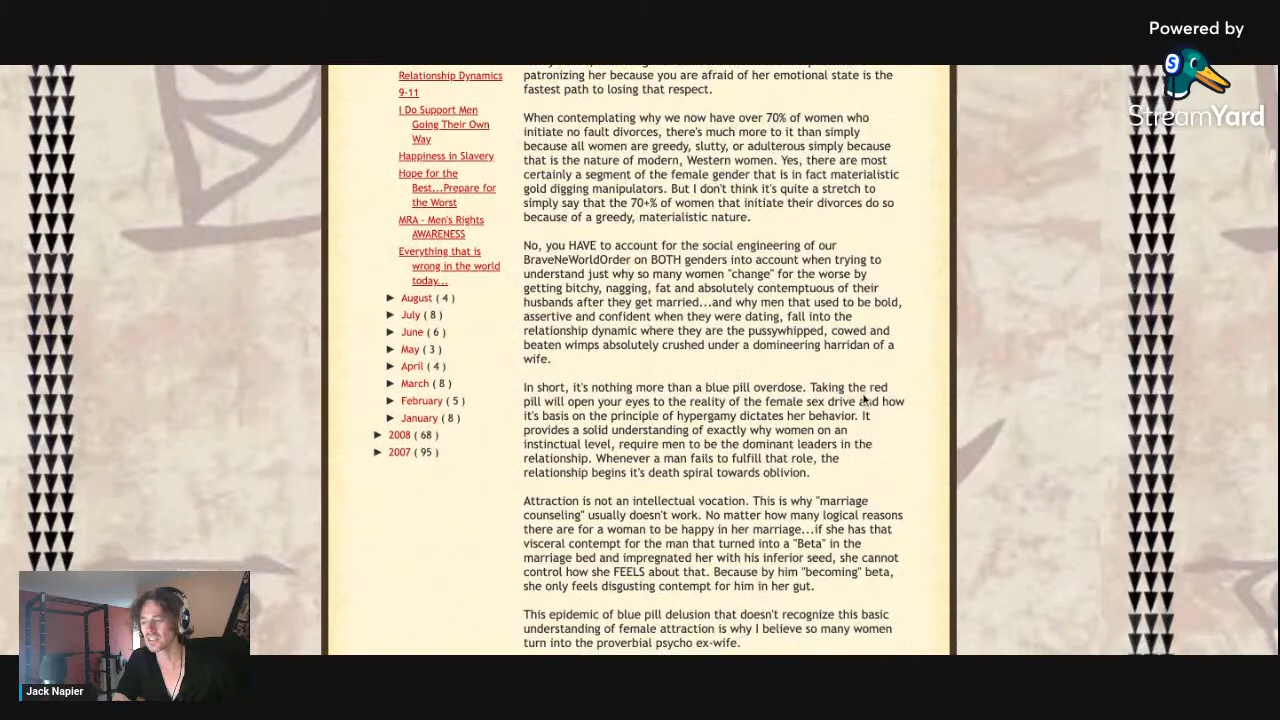 Powered by
S
StreamYard
Relationship Dynamics
9-11
I Do Support Men
Going Their Own
Way
Happiness in Slavery
Hope for the
Best...Prepare for
the Worst
MRA - Men's Rights
AWARENESS
Everything that is
wrong in the world
today...
► August ( 4 )
► July ( 8 )
► June ( 6 )
► May ( 3 )
► April ( 4 )
► March ( 8 )
► February ( 5 )
► January ( 8 )
► 2008 ( 68 )
► 2007 ( 95 )
patronizing her because you are afraid of her emotional state is the
fastest path to losing that respect.
When contemplating why we now have over 70% of women who
initiate no fault divorces, there's much more to it than simply
because all women are greedy, slutty, or adulterous simply because
that is the nature of modern, Western women. Yes, there are most
certainly a segment of the female gender that is in fact materialistic
gold digging manipulators. But I don't think it's quite a stretch to
simply say that the 70+% of women that initiate their divorces do so
because of a greedy, materialistic nature.
No, you HAVE to account for the social engineering of our
BraveNeWorldOrder on BOTH genders into account when trying to
understand just why so many women "change" for the worse by
getting bitchy, nagging, fat and absolutely contemptuous of their
husbands after they get married...and why men that used to be bold,
assertive and confident when they were dating, fall into the
relationship dynamic where they are the pussywhipped, cowed and
beaten wimps absolutely crushed under a domineering harridan of a
wife.
In short, it's nothing more than a blue pill overdose. Taking the red
pill will open your eyes to the reality of the female sex drive and how
it's basis on the principle of hypergamy dictates her behavior. It
provides a solid understanding of exactly why women on an
instinctual level, require men to be the dominant leaders in the
relationship. Whenever a man fails to fulfill that role, the
relationship begins it's death spiral towards oblivion.
Attraction is not an intellectual vocation. This is why "marriage
counseling" usually doesn't work. No matter how many logical reasons
there are for a woman to be happy in her marriage...if she has that
visceral contempt for the man that turned into a "Beta" in the
marriage bed and impregnated her with his inferior seed, she cannot
control how she FEELS about that. Because by him "becoming" beta,
she only feels disgusting contempt for him in her gut.
This epidemic of blue pill delusion that doesn't recognize this basic
understanding of female attraction is why I believe so many women
turn into the proverbial psycho ex-wife.
Jack Napier